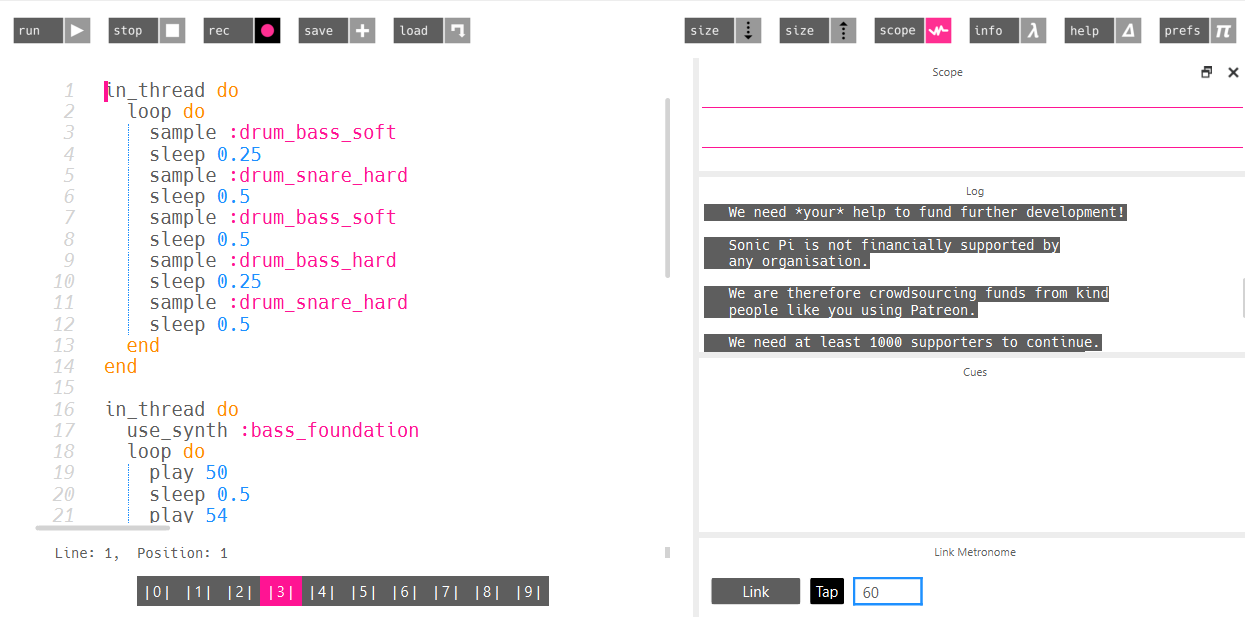 run stop rec save load size size scope info help prefs
1 in_thread do
2 loop do
3 sample :drum_bass_soft
4 sleep 0.25
5 sample :drum_snare_hard
6 sleep 0.5
7 sample :drum_bass_soft
8 sleep 0.5
9 sample :drum_bass_hard
10 sleep 0.25
11 sample :drum_snare_hard
12 sleep 0.5
13 end
14 end
15
16 in_thread do
17 use_synth :bass_foundation
18 loop do
19 play 50
20 sleep 0.5
21 play 54
Line: 1, Position: 1
|0| |1| |2| |3| |4| |5| |6| |7| |8| |9|
Scope
Log
We need *your* help to fund further development!
Sonic Pi is not financially supported by
any organisation.
We are therefore crowdsourcing funds from kind
people like you using Patreon.
We need at least 1000 supporters to continue.
Cues
Link Metronome
Link Tap 60